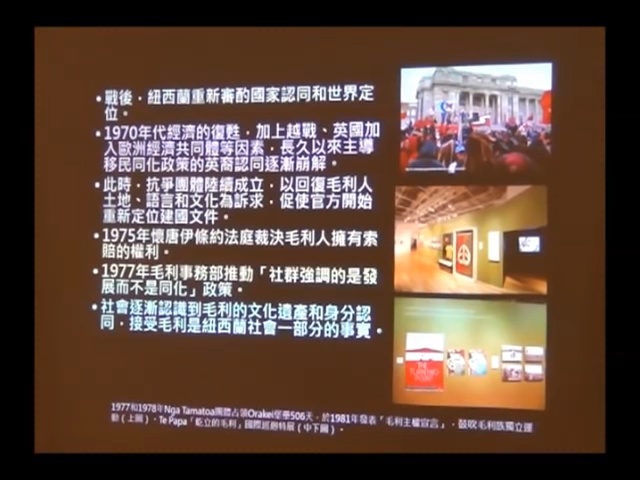 • 戰後，紐西蘭重新審酌國家認同和世界定
位。
• 1970年代經濟的復甦，加上越戰、英國加
入歐洲經濟共同體等因素，長久以來主導
移民同化政策的英裔認同逐漸崩解。
• 此時，抗爭團體陸續成立，以回復毛利人
土地、語言和文化為訴求，促使官方開始
重新定位建國文件。
• 1975年懷唐伊條約法庭裁決毛利人擁有索
賠的權利。
• 1977年毛利事務部推動「社群強調的是發
展而不是同化」政策。
• 社會逐漸認識到毛利的文化遺產和身分認
同，接受毛利是紐西蘭社會一部分的事實。
1977和1978年Nga Tamatoa團體占領Orakei堡壘506天，於1981年發表「毛利主權宣言」，鼓吹毛利族獨立運
動（上圖）。Te Papa「屹立的毛利」國際巡迴特展（中下圖）。